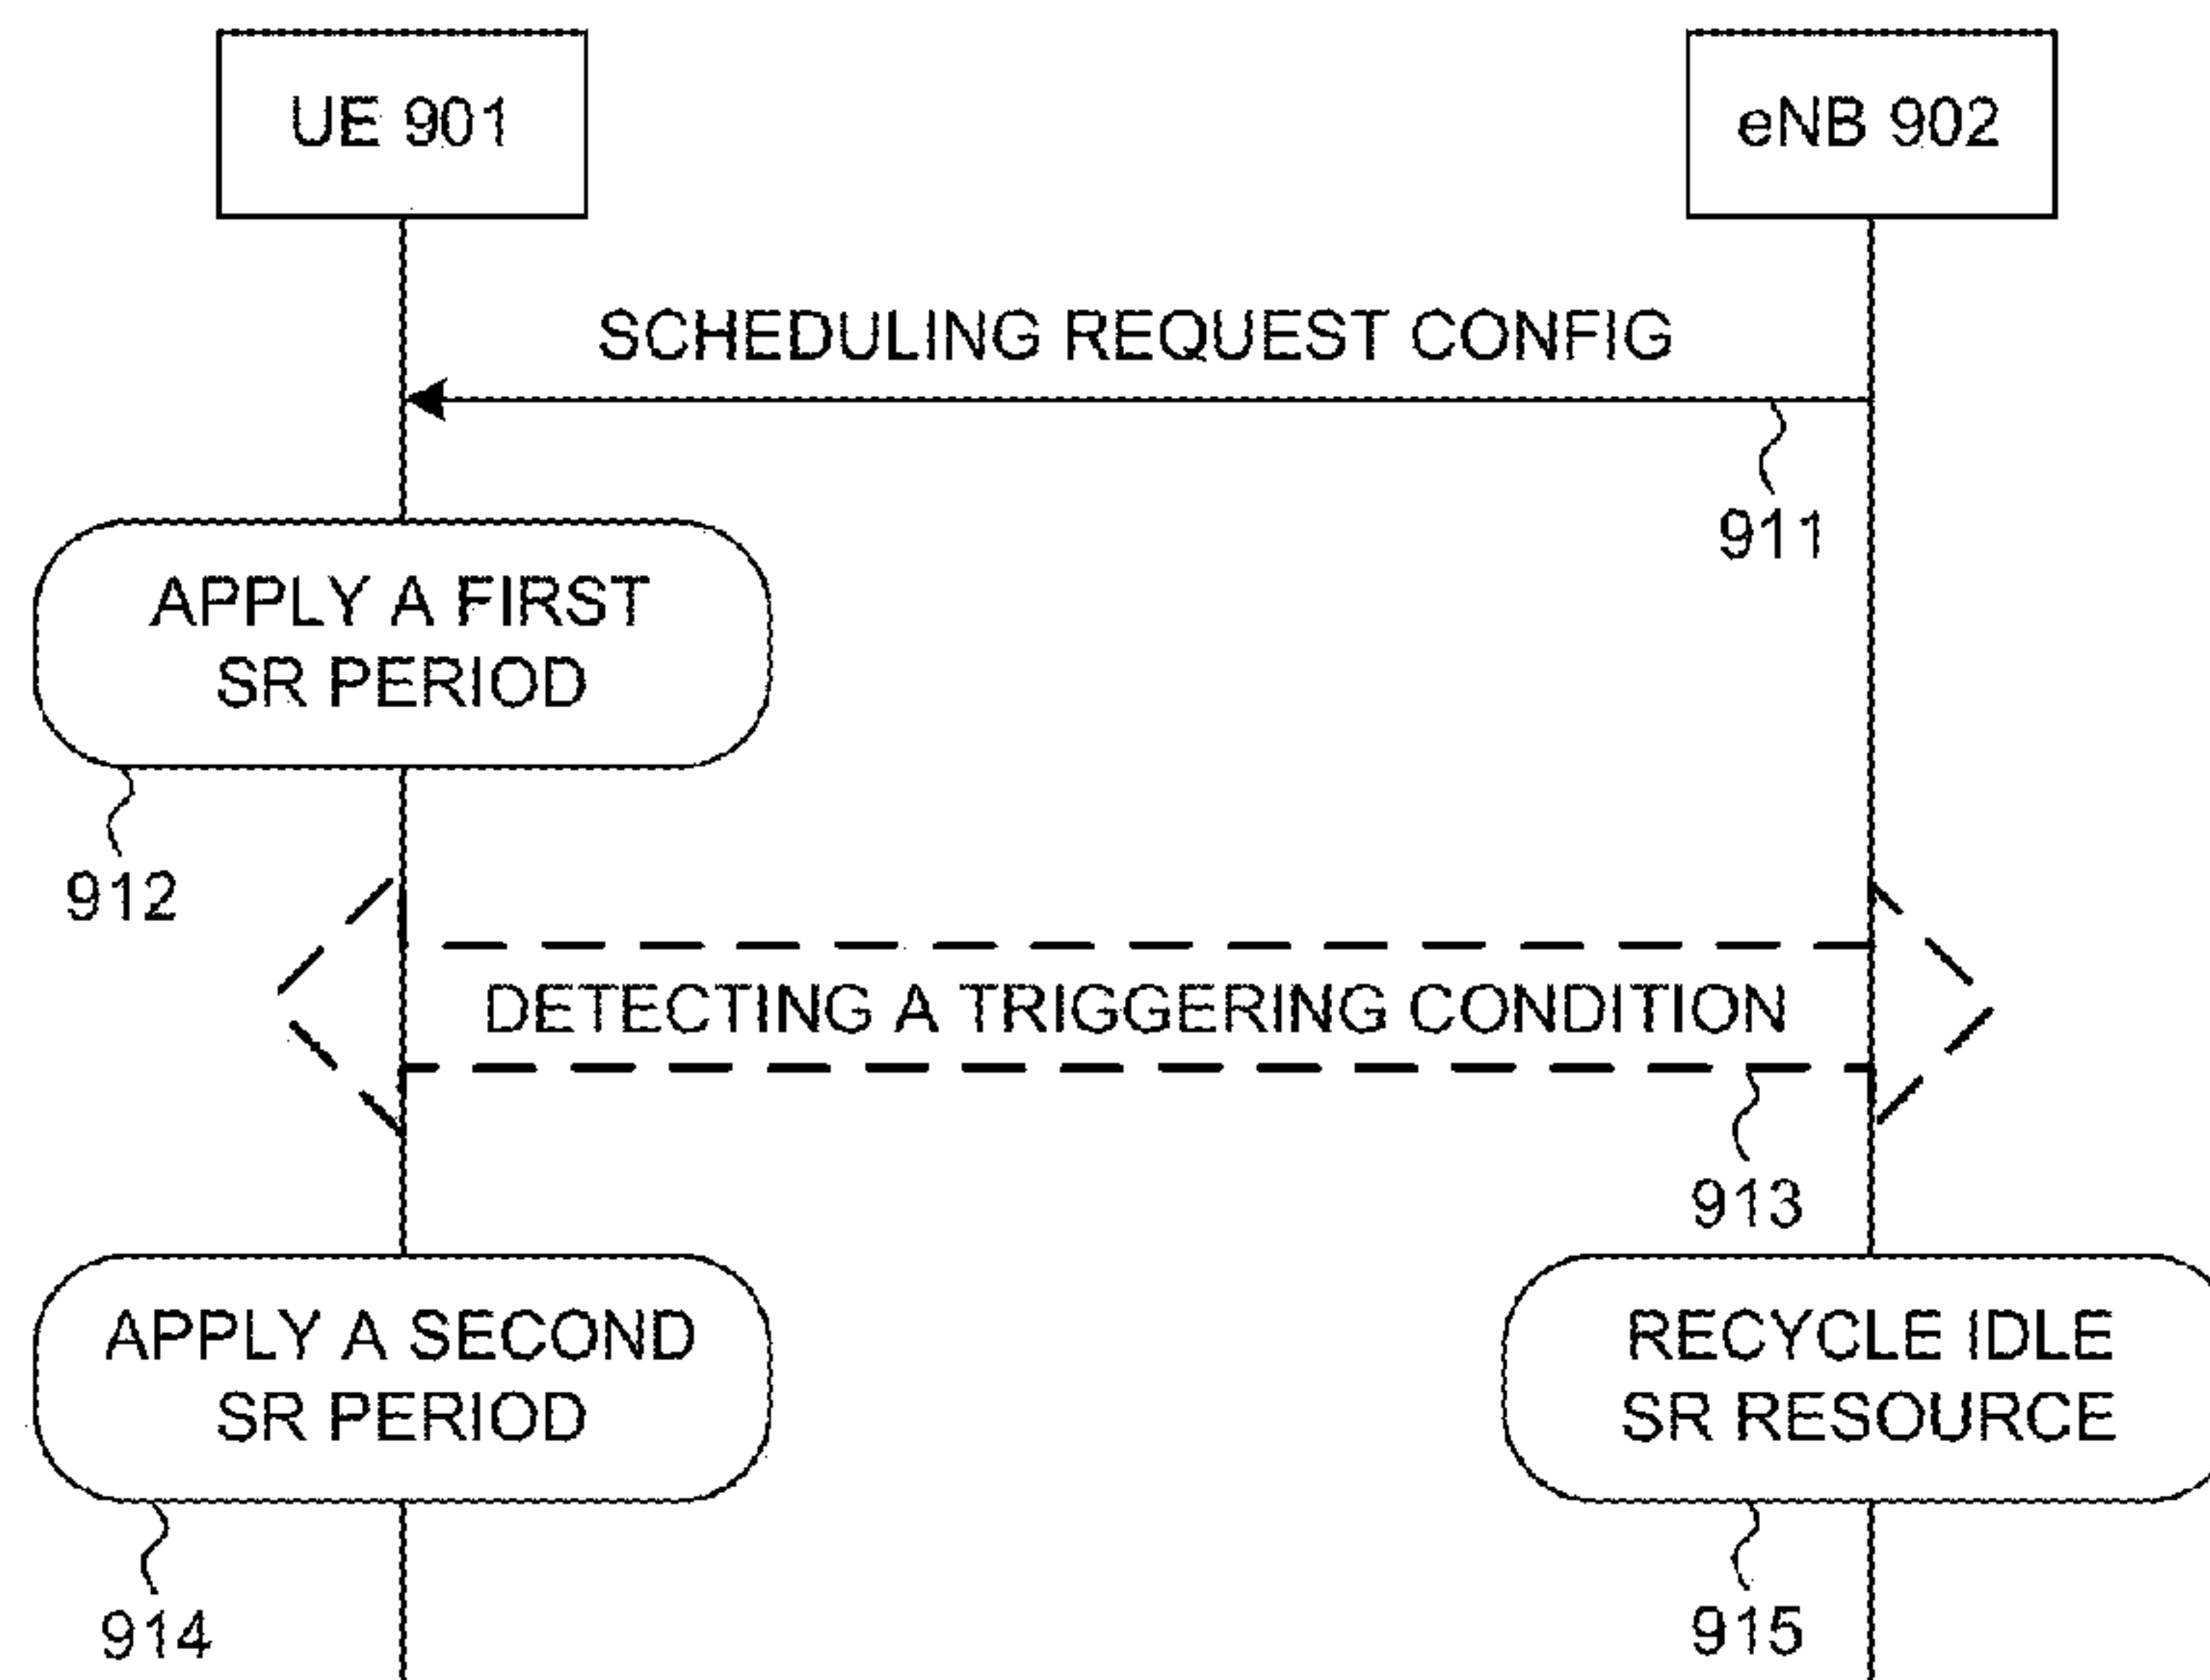 UE 901
eNB 902
SCHEDULING REQUEST CONFIG
911
APPLY A FIRST
SR PERIOD
912
DETECTING A TRIGGERING CONDITION
913
APPLY A SECOND
SR PERIOD
RECYCLE IDLE
SR RESOURCE
914
915